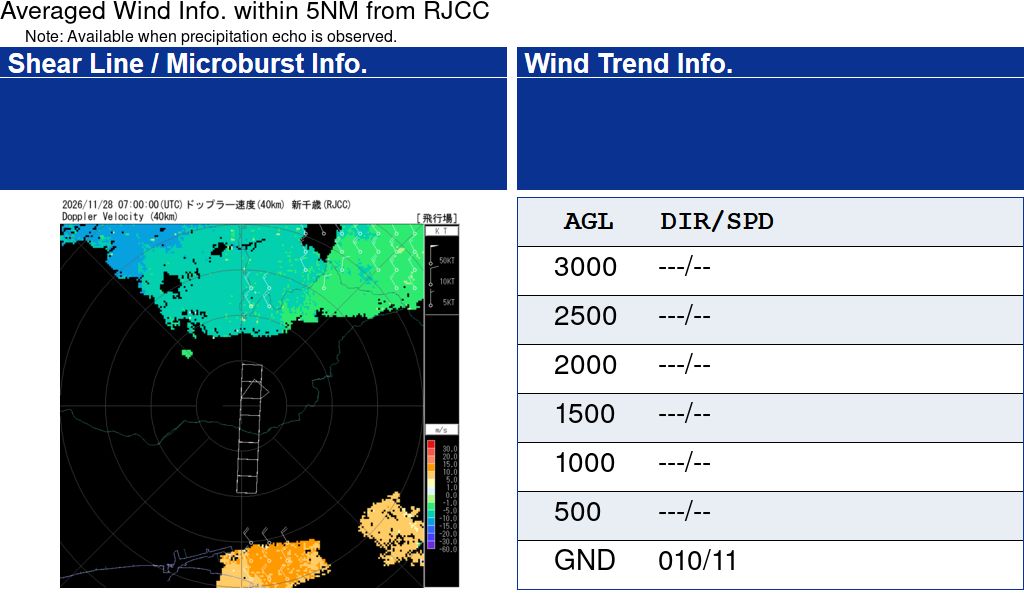 Averaged Wind Info. within 5NM from RJCC
Note: Available when precipitation echo is observed.
Shear Line / Microburst Info.
Wind Trend Info.
2026/11/28 07:00:00(UTC) ドップラー速度(40km) 新千歳(RJCC)
Doppler Velocity (40km)
[飛行場]
KT
50KT
10KT
5KT
m/s
30.0
20.0
15.0
10.0
5.0
1.0
0.0
-1.0
-5.0
-10.0
-15.0
-20.0
-30.0
-60.0
AGL DIR/SPD
3000 ---/--
2500 ---/--
2000 ---/--
1500 ---/--
1000 ---/--
500 ---/--
GND 010/11